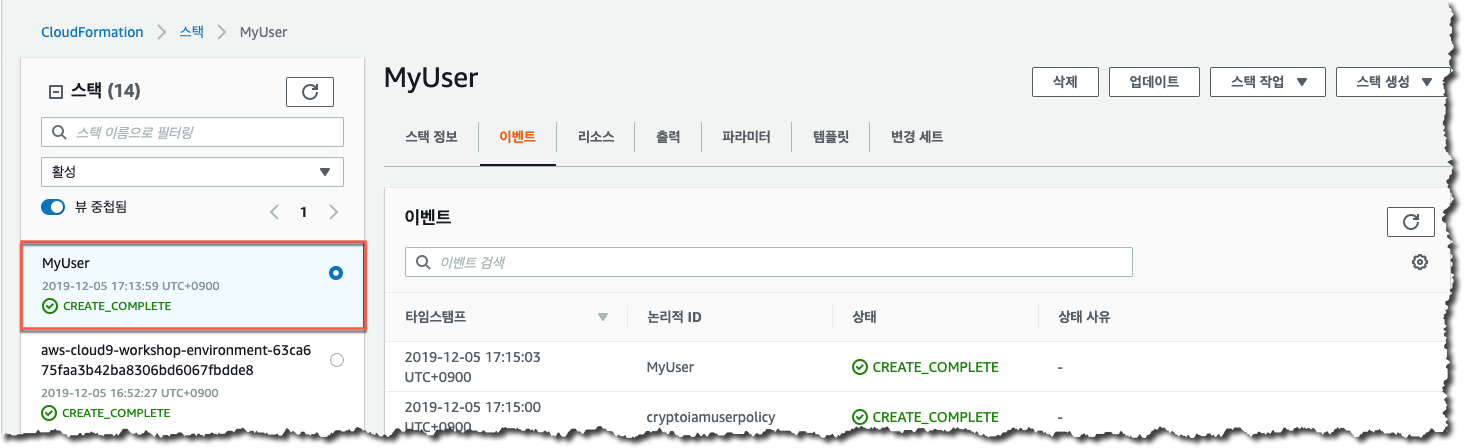 CloudFormation > 스택 > MyUser
스택 (14)
스택 이름으로 필터링
활성
뷰 중첩됨
1
MyUser
2019-12-05 17:13:59 UTC+0900
CREATE_COMPLETE
aws-cloud9-workshop-environment-63ca6
75faa3b42ba8306bd6067fbdde8
2019-12-05 16:52:27 UTC+0900
CREATE_COMPLETE
MyUser
삭제 업데이트 스택 작업 스택 생성
스택 정보 이벤트 리소스 출력 파라미터 템플릿 변경 세트
이벤트
이벤트 검색
타임스탬프 논리적 ID 상태 상태 사유
2019-12-05 17:15:03
UTC+0900 MyUser CREATE_COMPLETE -
2019-12-05 17:15:00
UTC+0900 cryptoiamuserpolicy CREATE_COMPLETE -